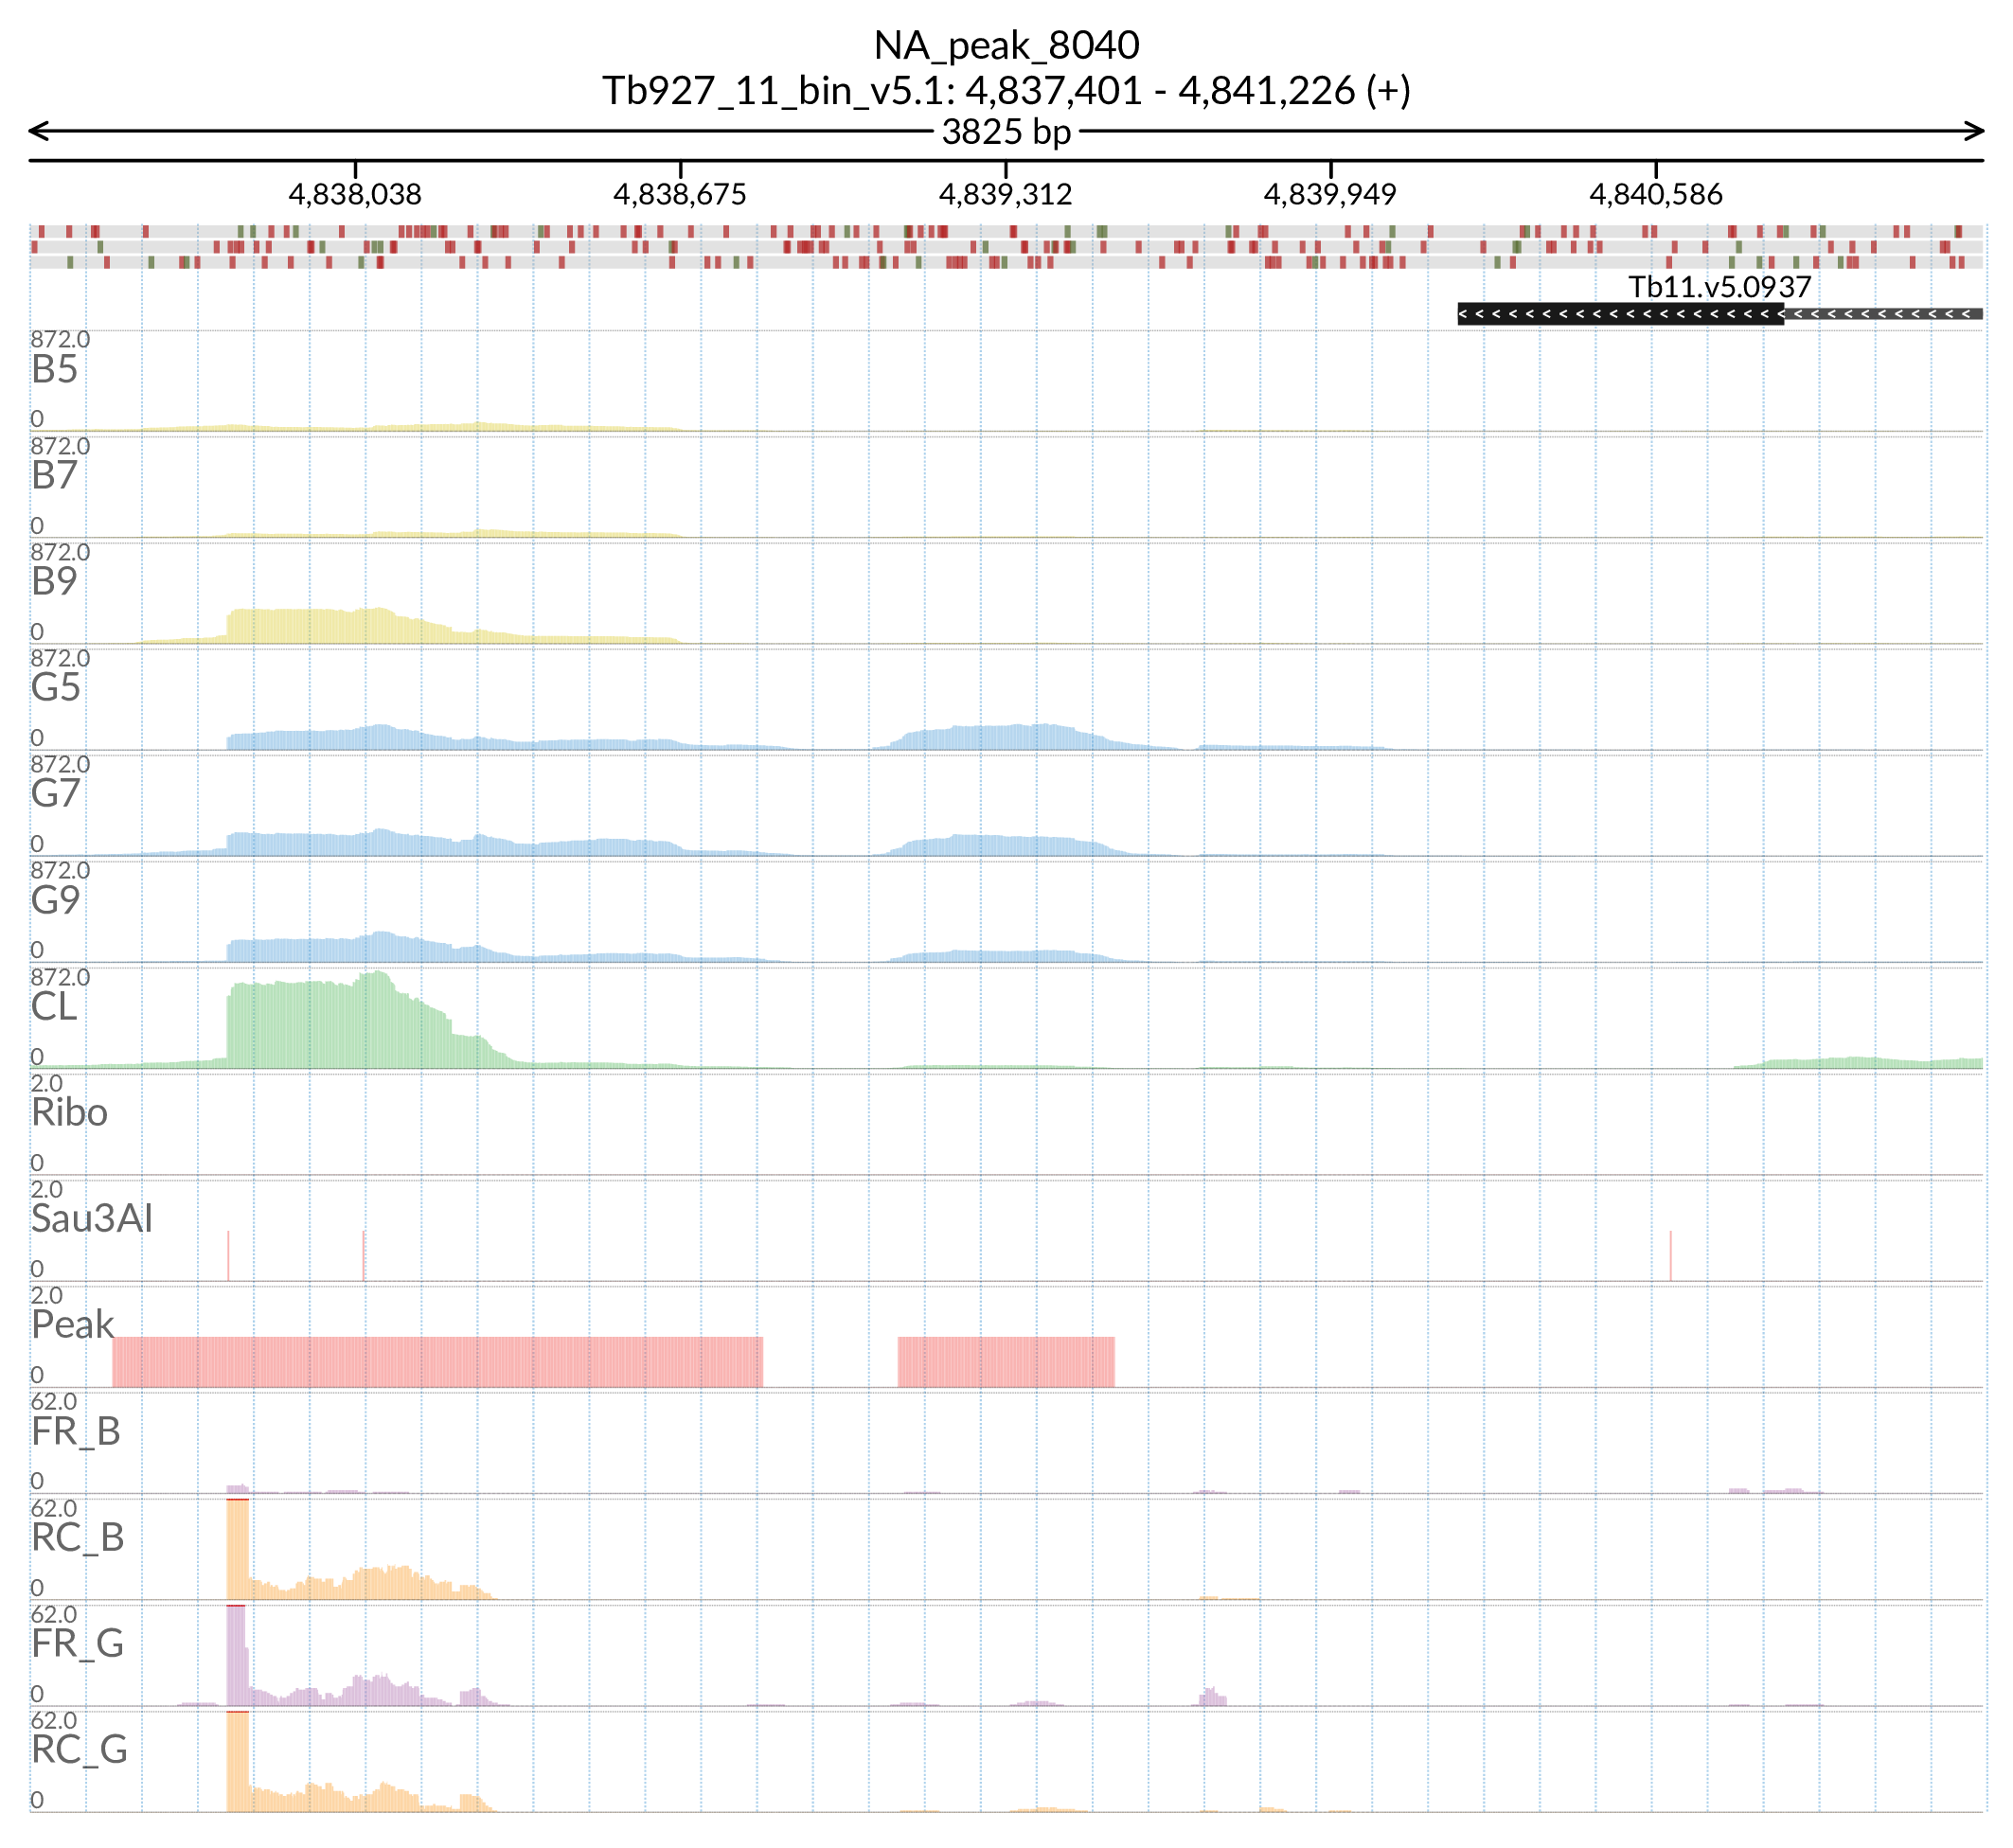 NA_peak_8040
Tb927_11_bin_v5.1: 4,837,401 - 4,841,226 (+)
3825 bp
4,838,038 4,838,675 4,839,312 4,839,949 4,840,586
Tb11.v5.0937
872.0
B5
0
872.0
B7
0
872.0
B9
0
872.0
G5
0
872.0
G7
0
872.0
G9
0
872.0
CL
0
2.0
Ribo
0
2.0
Sau3AI
0
2.0
Peak
0
62.0
FR_B
0
62.0
RC_B
0
62.0
FR_G
0
62.0
RC_G
0